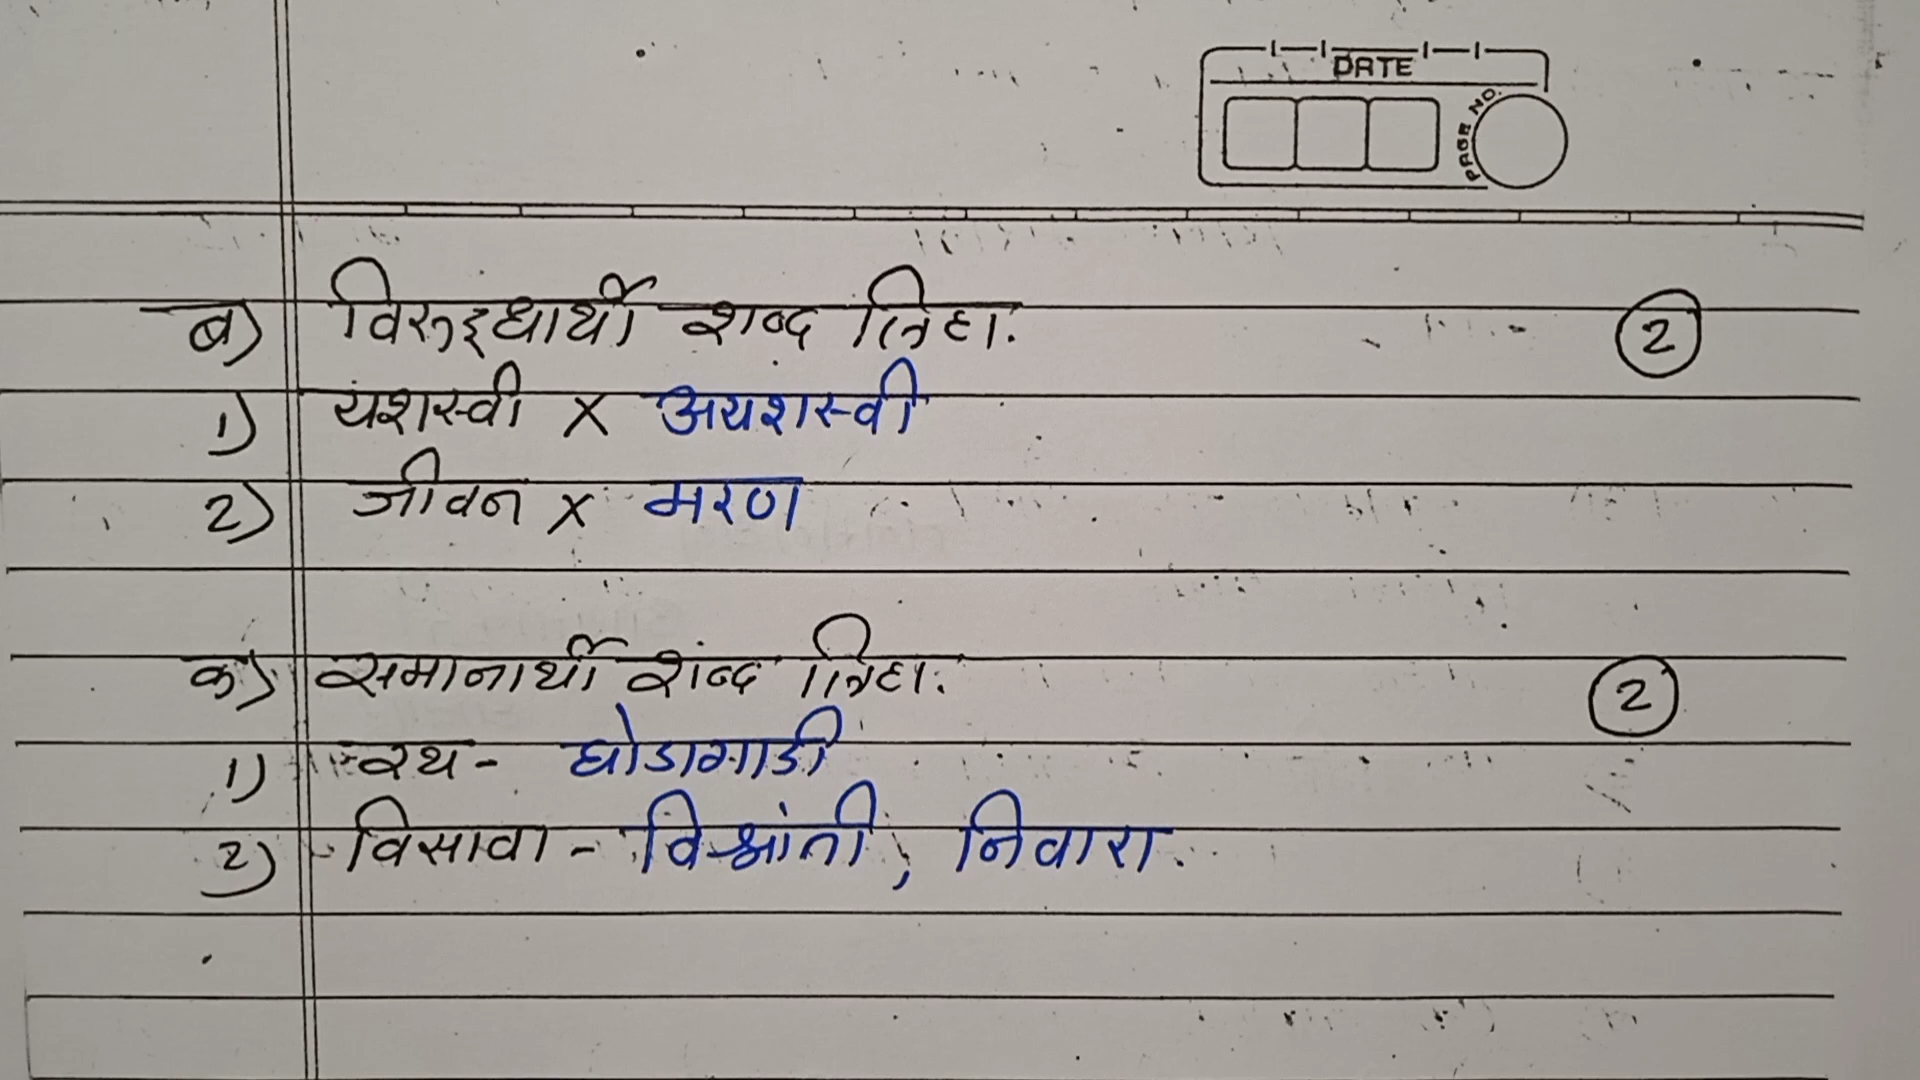 DATE
PAGE NO.
ब) विरुद्धार्थी शब्द लिहा. 2
1) यशस्वी x अयशस्वी
2) जीवन x मरण
क) समानार्थी शब्द लिहा. 2
1) रथ - घोडागाडी
2) विसावा - विश्रांती, निवारा.